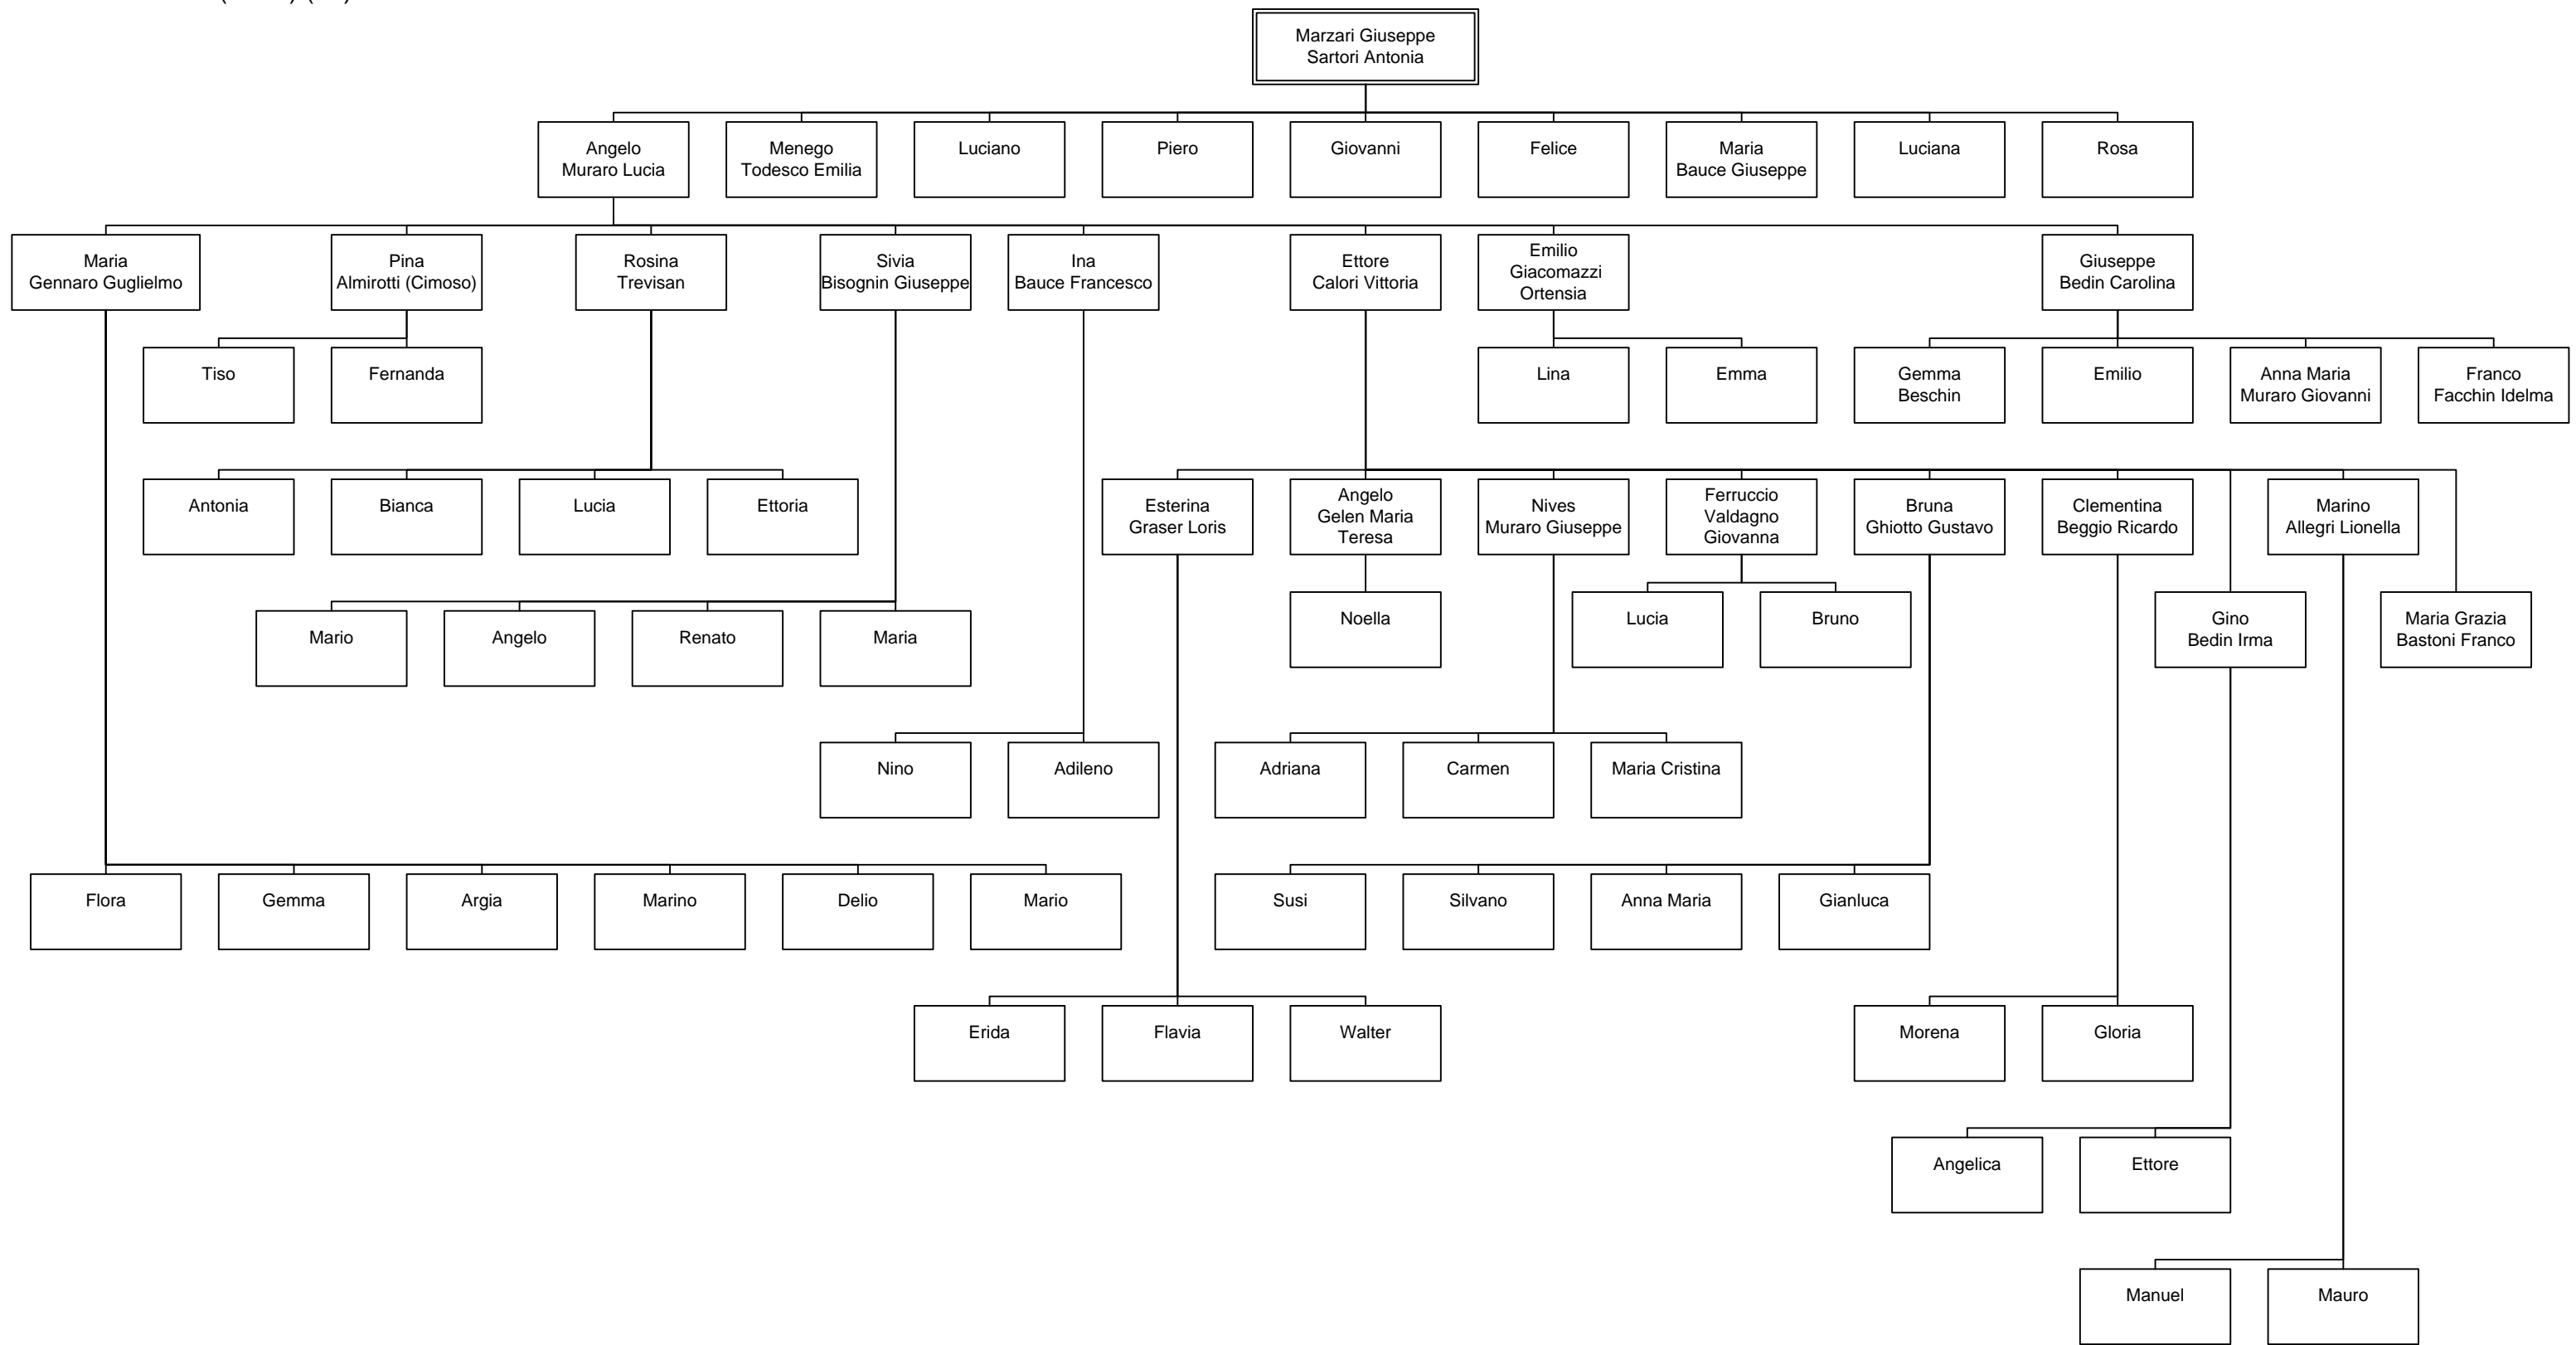 Marzari Giuseppe
Sartori Antonia
Angelo
Muraro Lucia
Menego
Todesco Emilia
Luciano
Piero
Giovanni
Felice
Maria
Bauce Giuseppe
Luciana
Rosa
Maria
Gennaro Guglielmo
Pina
Almirotti (Cimoso)
Rosina
Trevisan
Sivia
Bisognin Giuseppe
Ina
Bauce Francesco
Ettore
Calori Vittoria
Emilio
Giacomazzi
Ortensia
Giuseppe
Bedin Carolina
Tiso
Fernanda
Lina
Emma
Gemma
Beschin
Emilio
Anna Maria
Muraro Giovanni
Franco
Facchin Idelma
Antonia
Bianca
Lucia
Ettoria
Esterina
Graser Loris
Angelo
Gelen Maria
Teresa
Nives
Muraro Giuseppe
Ferruccio
Valdagno
Giovanna
Bruna
Ghiotto Gustavo
Clementina
Beggio Ricardo
Marino
Allegri Lionella
Mario
Angelo
Renato
Maria
Noella
Lucia
Bruno
Gino
Bedin Irma
Maria Grazia
Bastoni Franco
Nino
Adileno
Adriana
Carmen
Maria Cristina
Flora
Gemma
Argia
Marino
Delio
Mario
Susi
Silvano
Anna Maria
Gianluca
Erida
Flavia
Walter
Morena
Gloria
Angelica
Ettore
Manuel
Mauro